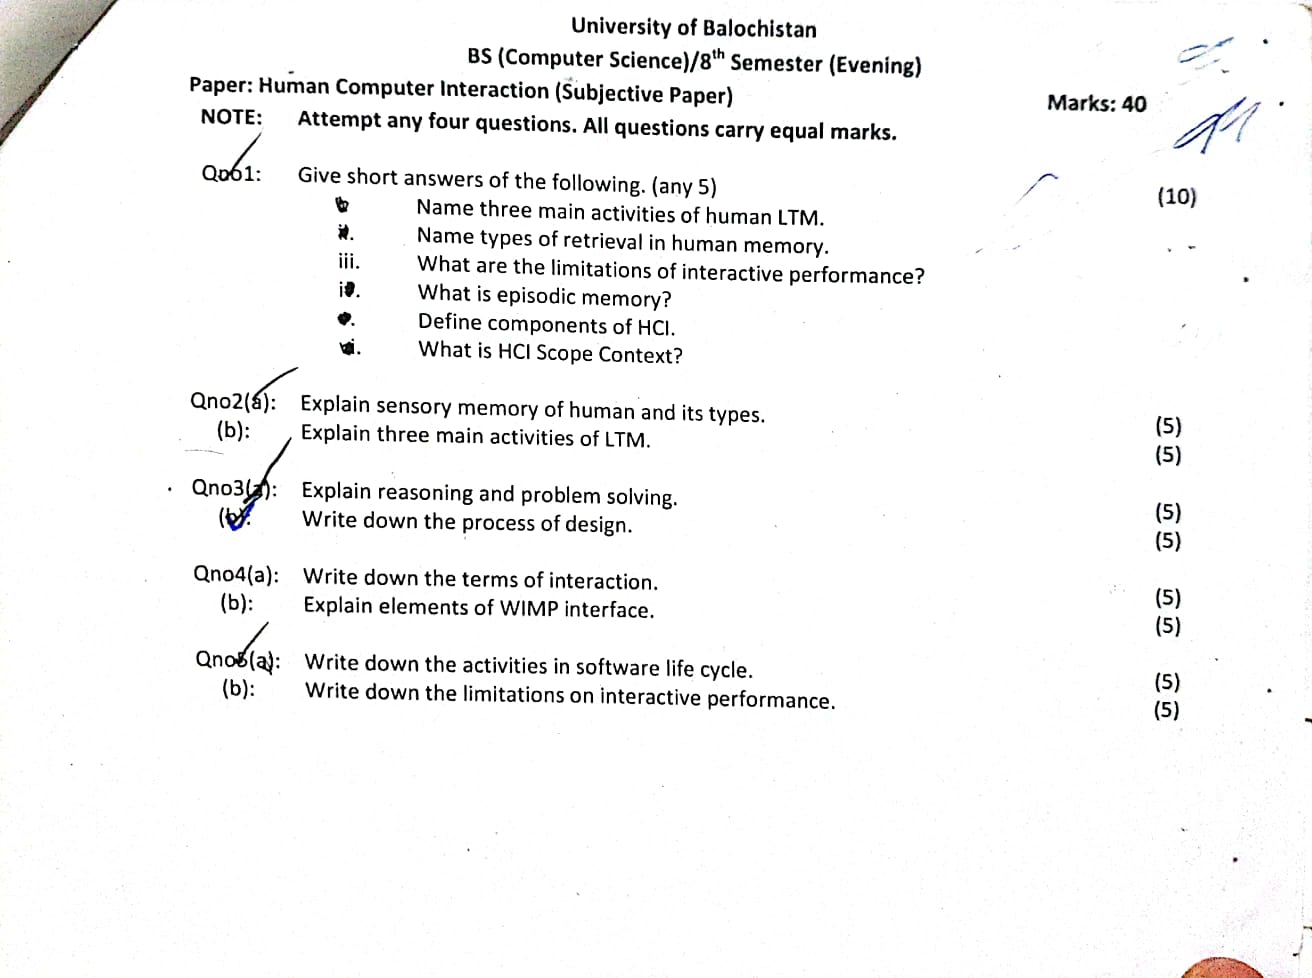 University of Balochistan
BS (Computer Science)/8th Semester (Evening)
Paper: Human Computer Interaction (Subjective Paper) Marks: 40
NOTE: Attempt any four questions. All questions carry equal marks.
Qno1: Give short answers of the following. (any 5) (10)
Name three main activities of human LTM.
ii. Name types of retrieval in human memory.
iii. What are the limitations of interactive performance?
iv. What is episodic memory?
Define components of HCI.
vi. What is HCI Scope Context?
Qno2(a): Explain sensory memory of human and its types. (5)
(b): Explain three main activities of LTM. (5)
Qno3(a): Explain reasoning and problem solving. (5)
(b): Write down the process of design. (5)
Qno4(a): Write down the terms of interaction. (5)
(b): Explain elements of WIMP interface. (5)
Qno5(a): Write down the activities in software life cycle. (5)
(b): Write down the limitations on interactive performance. (5)